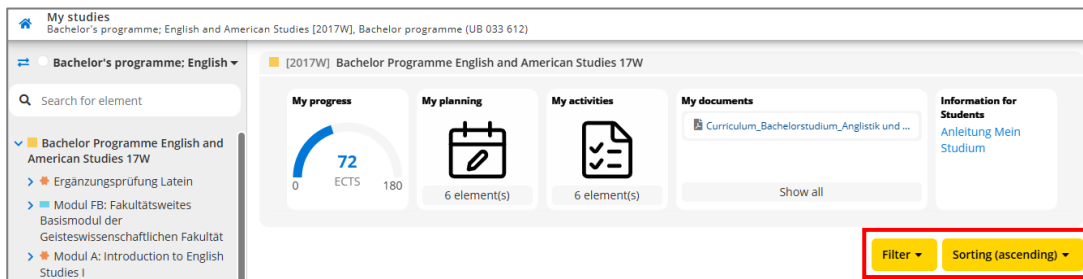 My studies
Bachelor's programme; English and American Studies [2017W], Bachelor programme (UB 033 612)
Bachelor's programme; English
Search for element
Bachelor Programme English and
American Studies 17W
Ergänzungsprüfung Latein
Modul FB: Fakultätsweites
Basismodul der
Geisteswissenschaftlichen Fakultät
Modul A: Introduction to English
Studies I
[2017W] Bachelor Programme English and American Studies 17W
My progress
72
ECTS
0
180
My planning
6 element(s)
My activities
6 element(s)
My documents
Curriculum_Bachelorstudium_Anglistik und ...
Show all
Information for
Students
Anleitung Mein
Studium
Filter
Sorting (ascending)